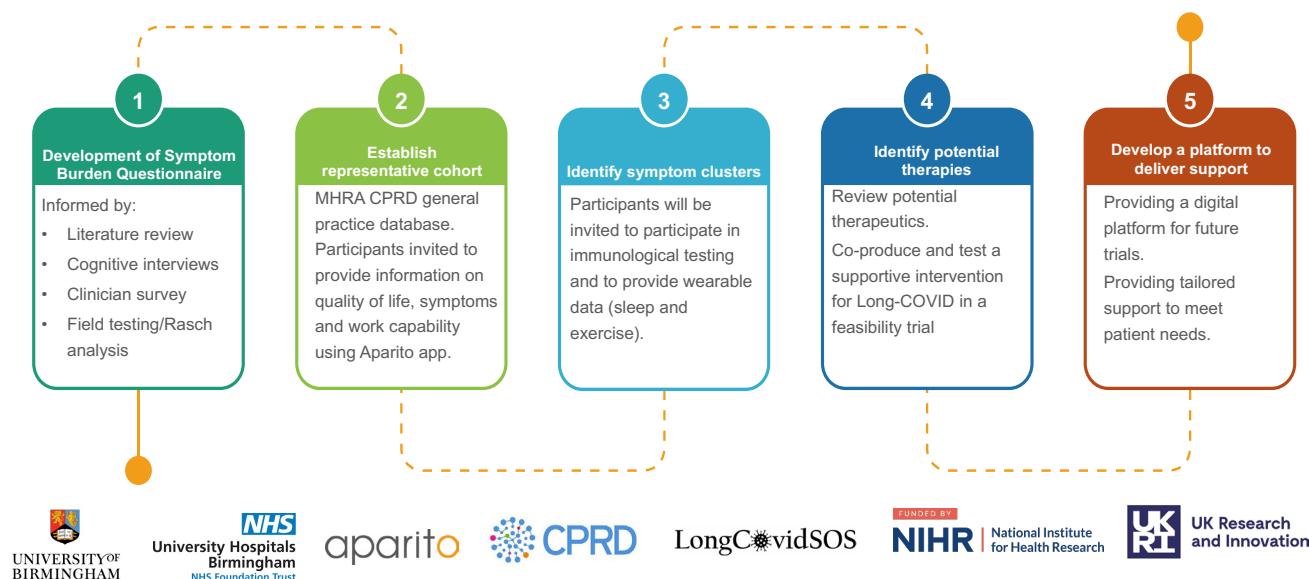 1
Development of Symptom
Burden Questionnaire
Informed by:
• Literature review
• Cognitive interviews
• Clinician survey
• Field testing/Rasch
analysis
2
Establish
representative cohort
MHRA CPRD general
practice database.
Participants invited to
provide information on
quality of life, symptoms
and work capability
using Aparito app.
3
Identify symptom clusters
Participants will be
invited to participate in
immunological testing
and to provide wearable
data (sleep and
exercise).
4
Identify potential
therapies
Review potential
therapeutics.
Co-produce and test a
supportive intervention
for Long-COVID in a
feasibility trial
5
Develop a platform to
deliver support
Providing a digital
platform for future
trials.
Providing tailored
support to meet
patient needs.
UNIVERSITY OF
BIRMINGHAM
NHS
University Hospitals
Birmingham
NHS Foundation Trust
aparito
CPRD
LongCovidSOS
FUNDED BY
NIHR
National Institute
for Health Research
UK
RI
UK Research
and Innovation